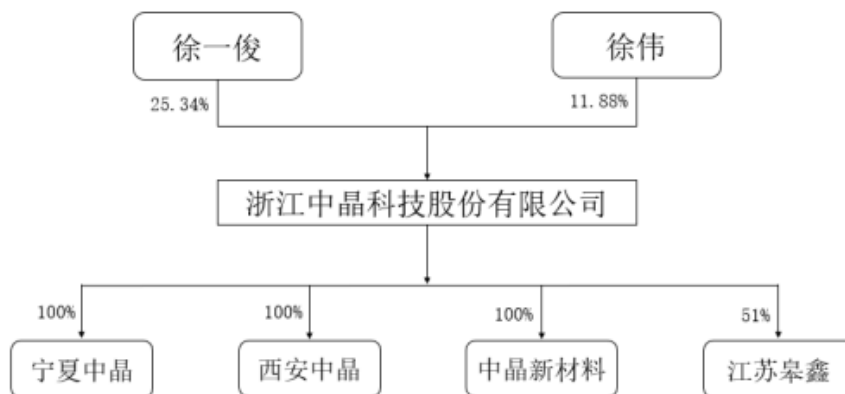 徐一俊
徐伟
25.34%
11.88%
浙江中晶科技股份有限公司
100%
100%
100%
51%
宁夏中晶
西安中晶
中晶新材料
江苏皋鑫